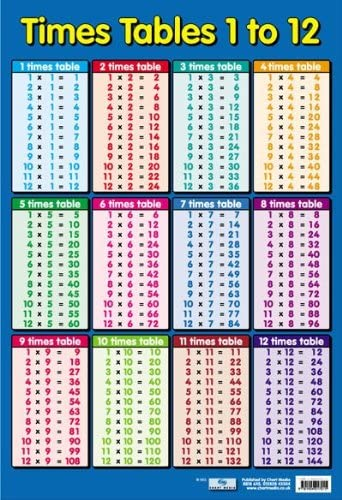 Times Tables 1 to 12
1 times table
1 x 1 = 1
2 x 1 = 2
3 x 1 = 3
4 x 1 = 4
5 x 1 = 5
6 x 1 = 6
7 x 1 = 7
8 x 1 = 8
9 x 1 = 9
10 x 1 = 10
11 x 1 = 11
12 x 1 = 12
2 times table
1 x 2 = 2
2 x 2 = 4
3 x 2 = 6
4 x 2 = 8
5 x 2 = 10
6 x 2 = 12
7 x 2 = 14
8 x 2 = 16
9 x 2 = 18
10 x 2 = 20
11 x 2 = 22
12 x 2 = 24
3 times table
1 x 3 = 3
2 x 3 = 6
3 x 3 = 9
4 x 3 = 12
5 x 3 = 15
6 x 3 = 18
7 x 3 = 21
8 x 3 = 24
9 x 3 = 27
10 x 3 = 30
11 x 3 = 33
12 x 3 = 36
4 times table
1 x 4 = 4
2 x 4 = 8
3 x 4 = 12
4 x 4 = 16
5 x 4 = 20
6 x 4 = 24
7 x 4 = 28
8 x 4 = 32
9 x 4 = 36
10 x 4 = 40
11 x 4 = 44
12 x 4 = 48
5 times table
1 x 5 = 5
2 x 5 = 10
3 x 5 = 15
4 x 5 = 20
5 x 5 = 25
6 x 5 = 30
7 x 5 = 35
8 x 5 = 40
9 x 5 = 45
10 x 5 = 50
11 x 5 = 55
12 x 5 = 60
6 times table
1 x 6 = 6
2 x 6 = 12
3 x 6 = 18
4 x 6 = 24
5 x 6 = 30
6 x 6 = 36
7 x 6 = 42
8 x 6 = 48
9 x 6 = 54
10 x 6 = 60
11 x 6 = 66
12 x 6 = 72
7 times table
1 x 7 = 7
2 x 7 = 14
3 x 7 = 21
4 x 7 = 28
5 x 7 = 35
6 x 7 = 42
7 x 7 = 49
8 x 7 = 56
9 x 7 = 63
10 x 7 = 70
11 x 7 = 77
12 x 7 = 84
8 times table
1 x 8 = 8
2 x 8 = 16
3 x 8 = 24
4 x 8 = 32
5 x 8 = 40
6 x 8 = 48
7 x 8 = 56
8 x 8 = 64
9 x 8 = 72
10 x 8 = 80
11 x 8 = 88
12 x 8 = 96
9 times table
1 x 9 = 9
2 x 9 = 18
3 x 9 = 27
4 x 9 = 36
5 x 9 = 45
6 x 9 = 54
7 x 9 = 63
8 x 9 = 72
9 x 9 = 81
10 x 9 = 90
11 x 9 = 99
12 x 9 = 108
10 times table
1 x 10 = 10
2 x 10 = 20
3 x 10 = 30
4 x 10 = 40
5 x 10 = 50
6 x 10 = 60
7 x 10 = 70
8 x 10 = 80
9 x 10 = 90
10 x 10 = 100
11 x 10 = 110
12 x 10 = 120
11 times table
1 x 11 = 11
2 x 11 = 22
3 x 11 = 33
4 x 11 = 44
5 x 11 = 55
6 x 11 = 66
7 x 11 = 77
8 x 11 = 88
9 x 11 = 99
10 x 11 = 110
11 x 11 = 121
12 x 11 = 132
12 times table
1 x 12 = 12
2 x 12 = 24
3 x 12 = 36
4 x 12 = 48
5 x 12 = 60
6 x 12 = 72
7 x 12 = 84
8 x 12 = 96
9 x 12 = 108
10 x 12 = 120
11 x 12 = 132
12 x 12 = 144
CHART MEDIA
Published by Chart Media
www.chartmedia.co.uk